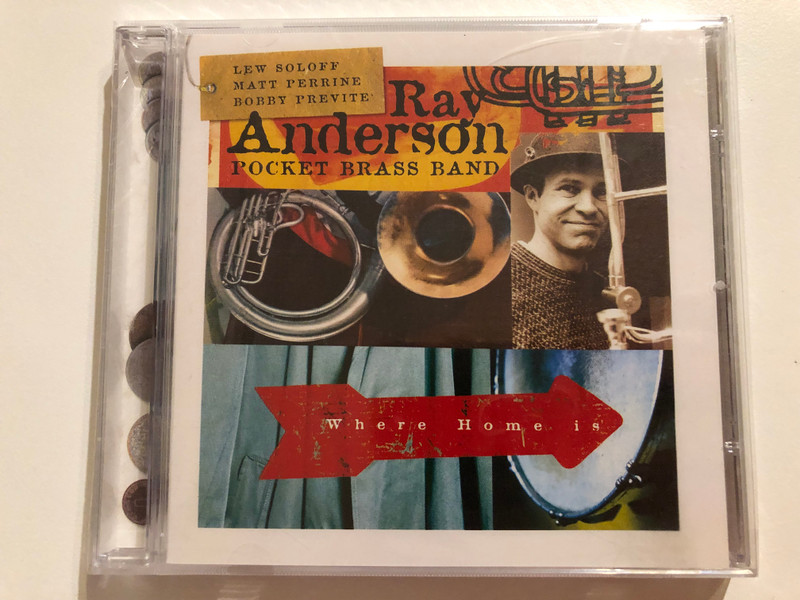 LEW SOLOFF
MATT PERRINE
BOBBY PREVITE
Ray
Anderson
POCKET BRASS BAND
Where Home is